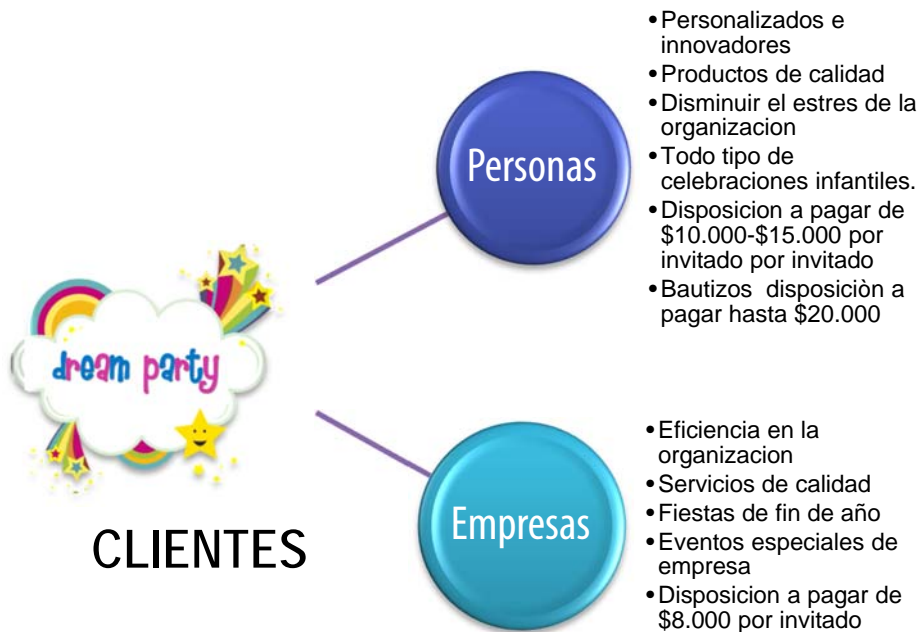 •Personalizados e
innovadores
•Productos de calidad
•Disminuir el estres de la
organizacion
•Todo tipo de
celebraciones infantiles.
•Disposicion a pagar de
$10.000-$15.000 por
invitado por invitado
•Bautizos disposiciòn a
pagar hasta $20.000
Personas
dream party
•Eficiencia en la
organizacion
•Servicios de calidad
•Fiestas de fin de año
•Eventos especiales de
empresa
•Disposicion a pagar de
$8.000 por invitado
Empresas
CLIENTES